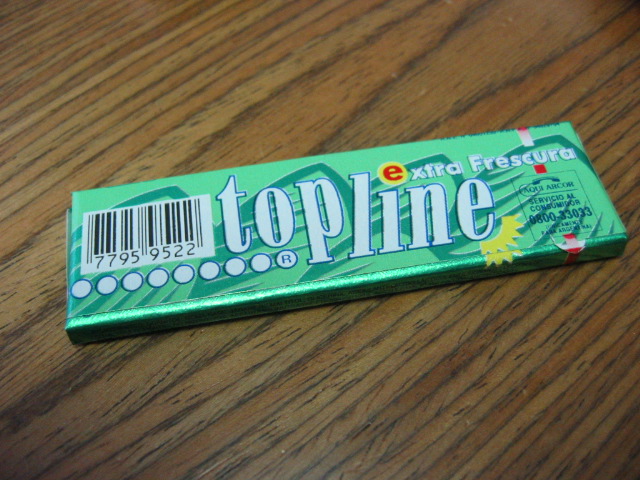 extra Frescura
topline
®
7795 9522
AQUI ARCOR
SERVICIO AL
CONSUMIDOR
0800-33033